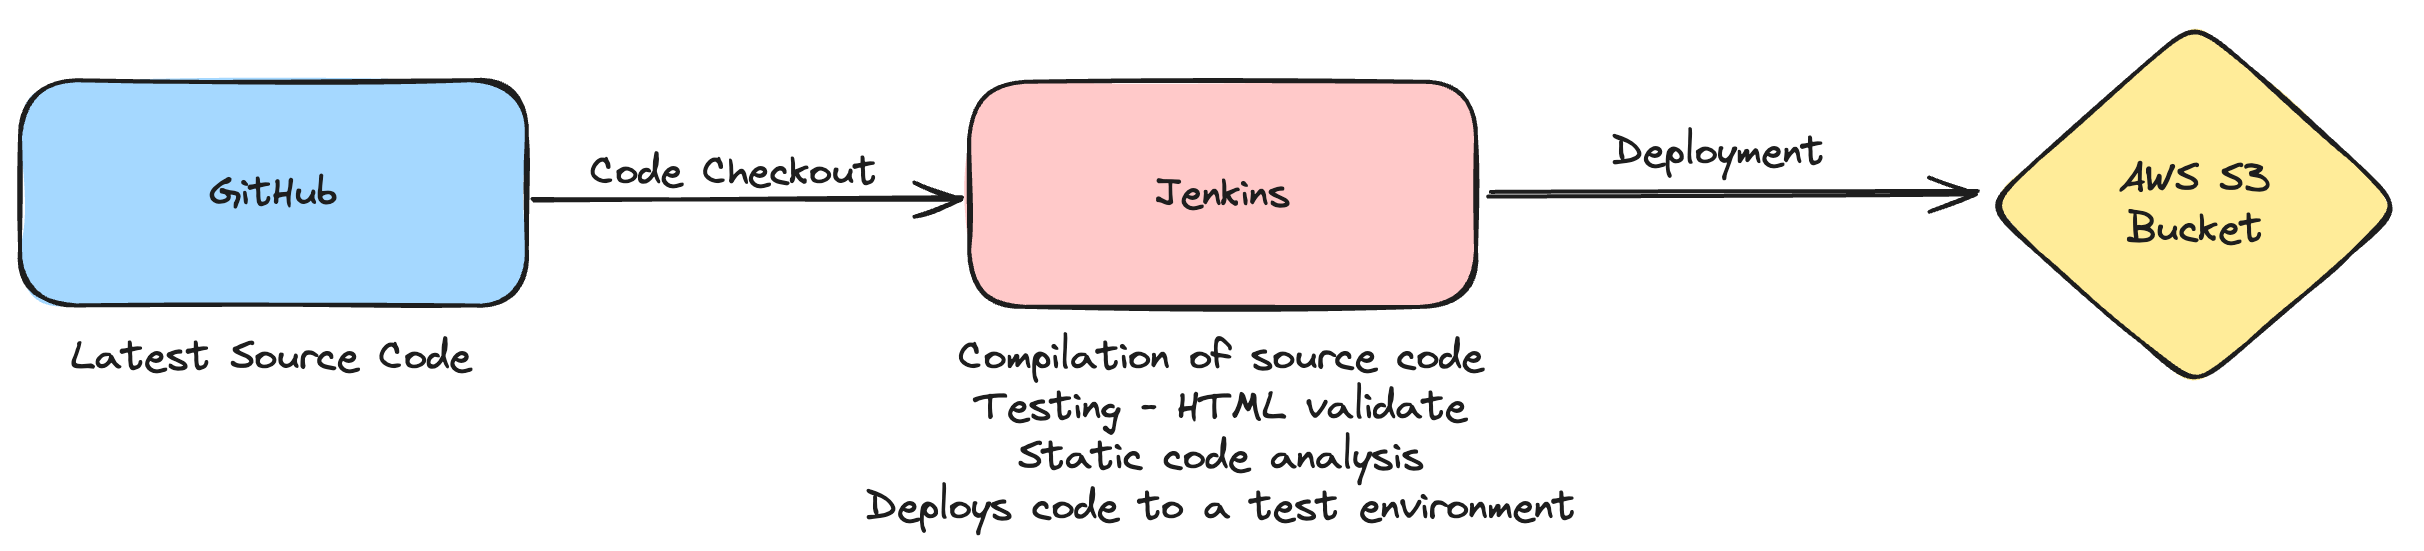 GitHub
Code Checkout
Jenkins
Deployment
AWS S3
Bucket
Latest Source Code
Compilation of source code
Testing - HTML validate
Static code analysis
Deploys code to a test environment